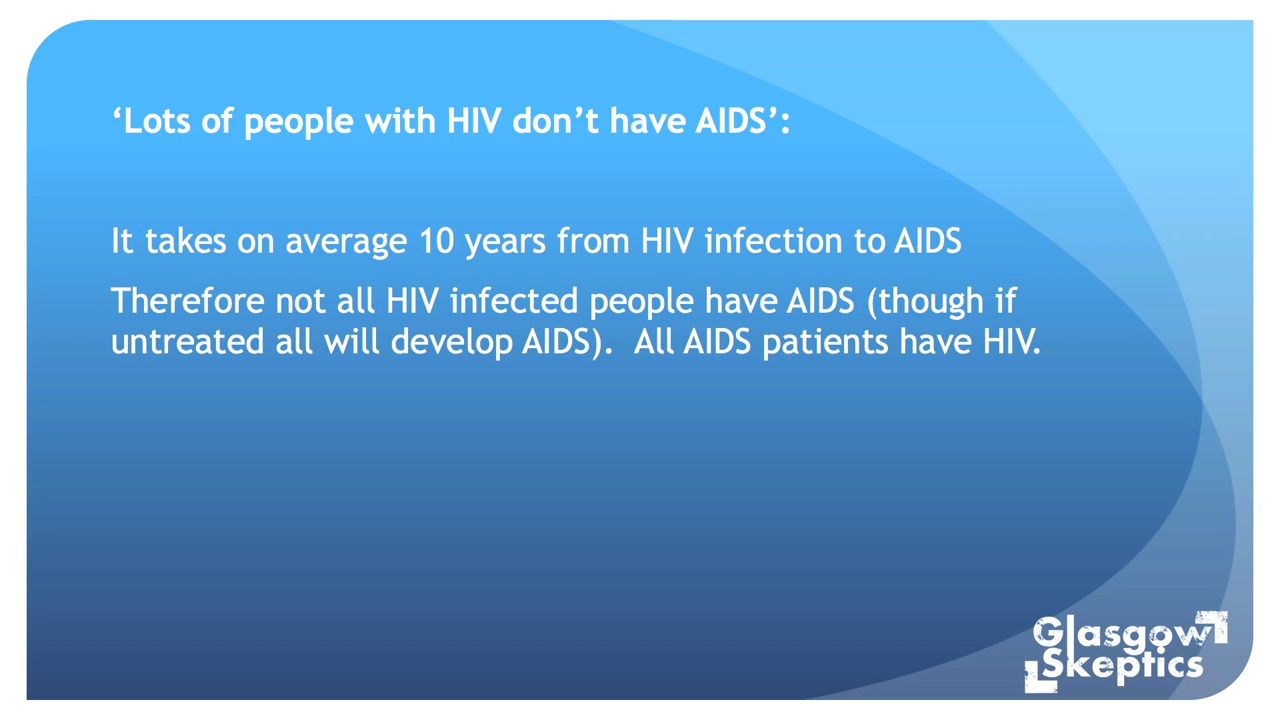 ‘Lots of people with HIV don’t have AIDS’:
It takes on average 10 years from HIV infection to AIDS
Therefore not all HIV infected people have AIDS (though if
untreated all will develop AIDS).  All AIDS patients have HIV.
Glasgow
Skeptics